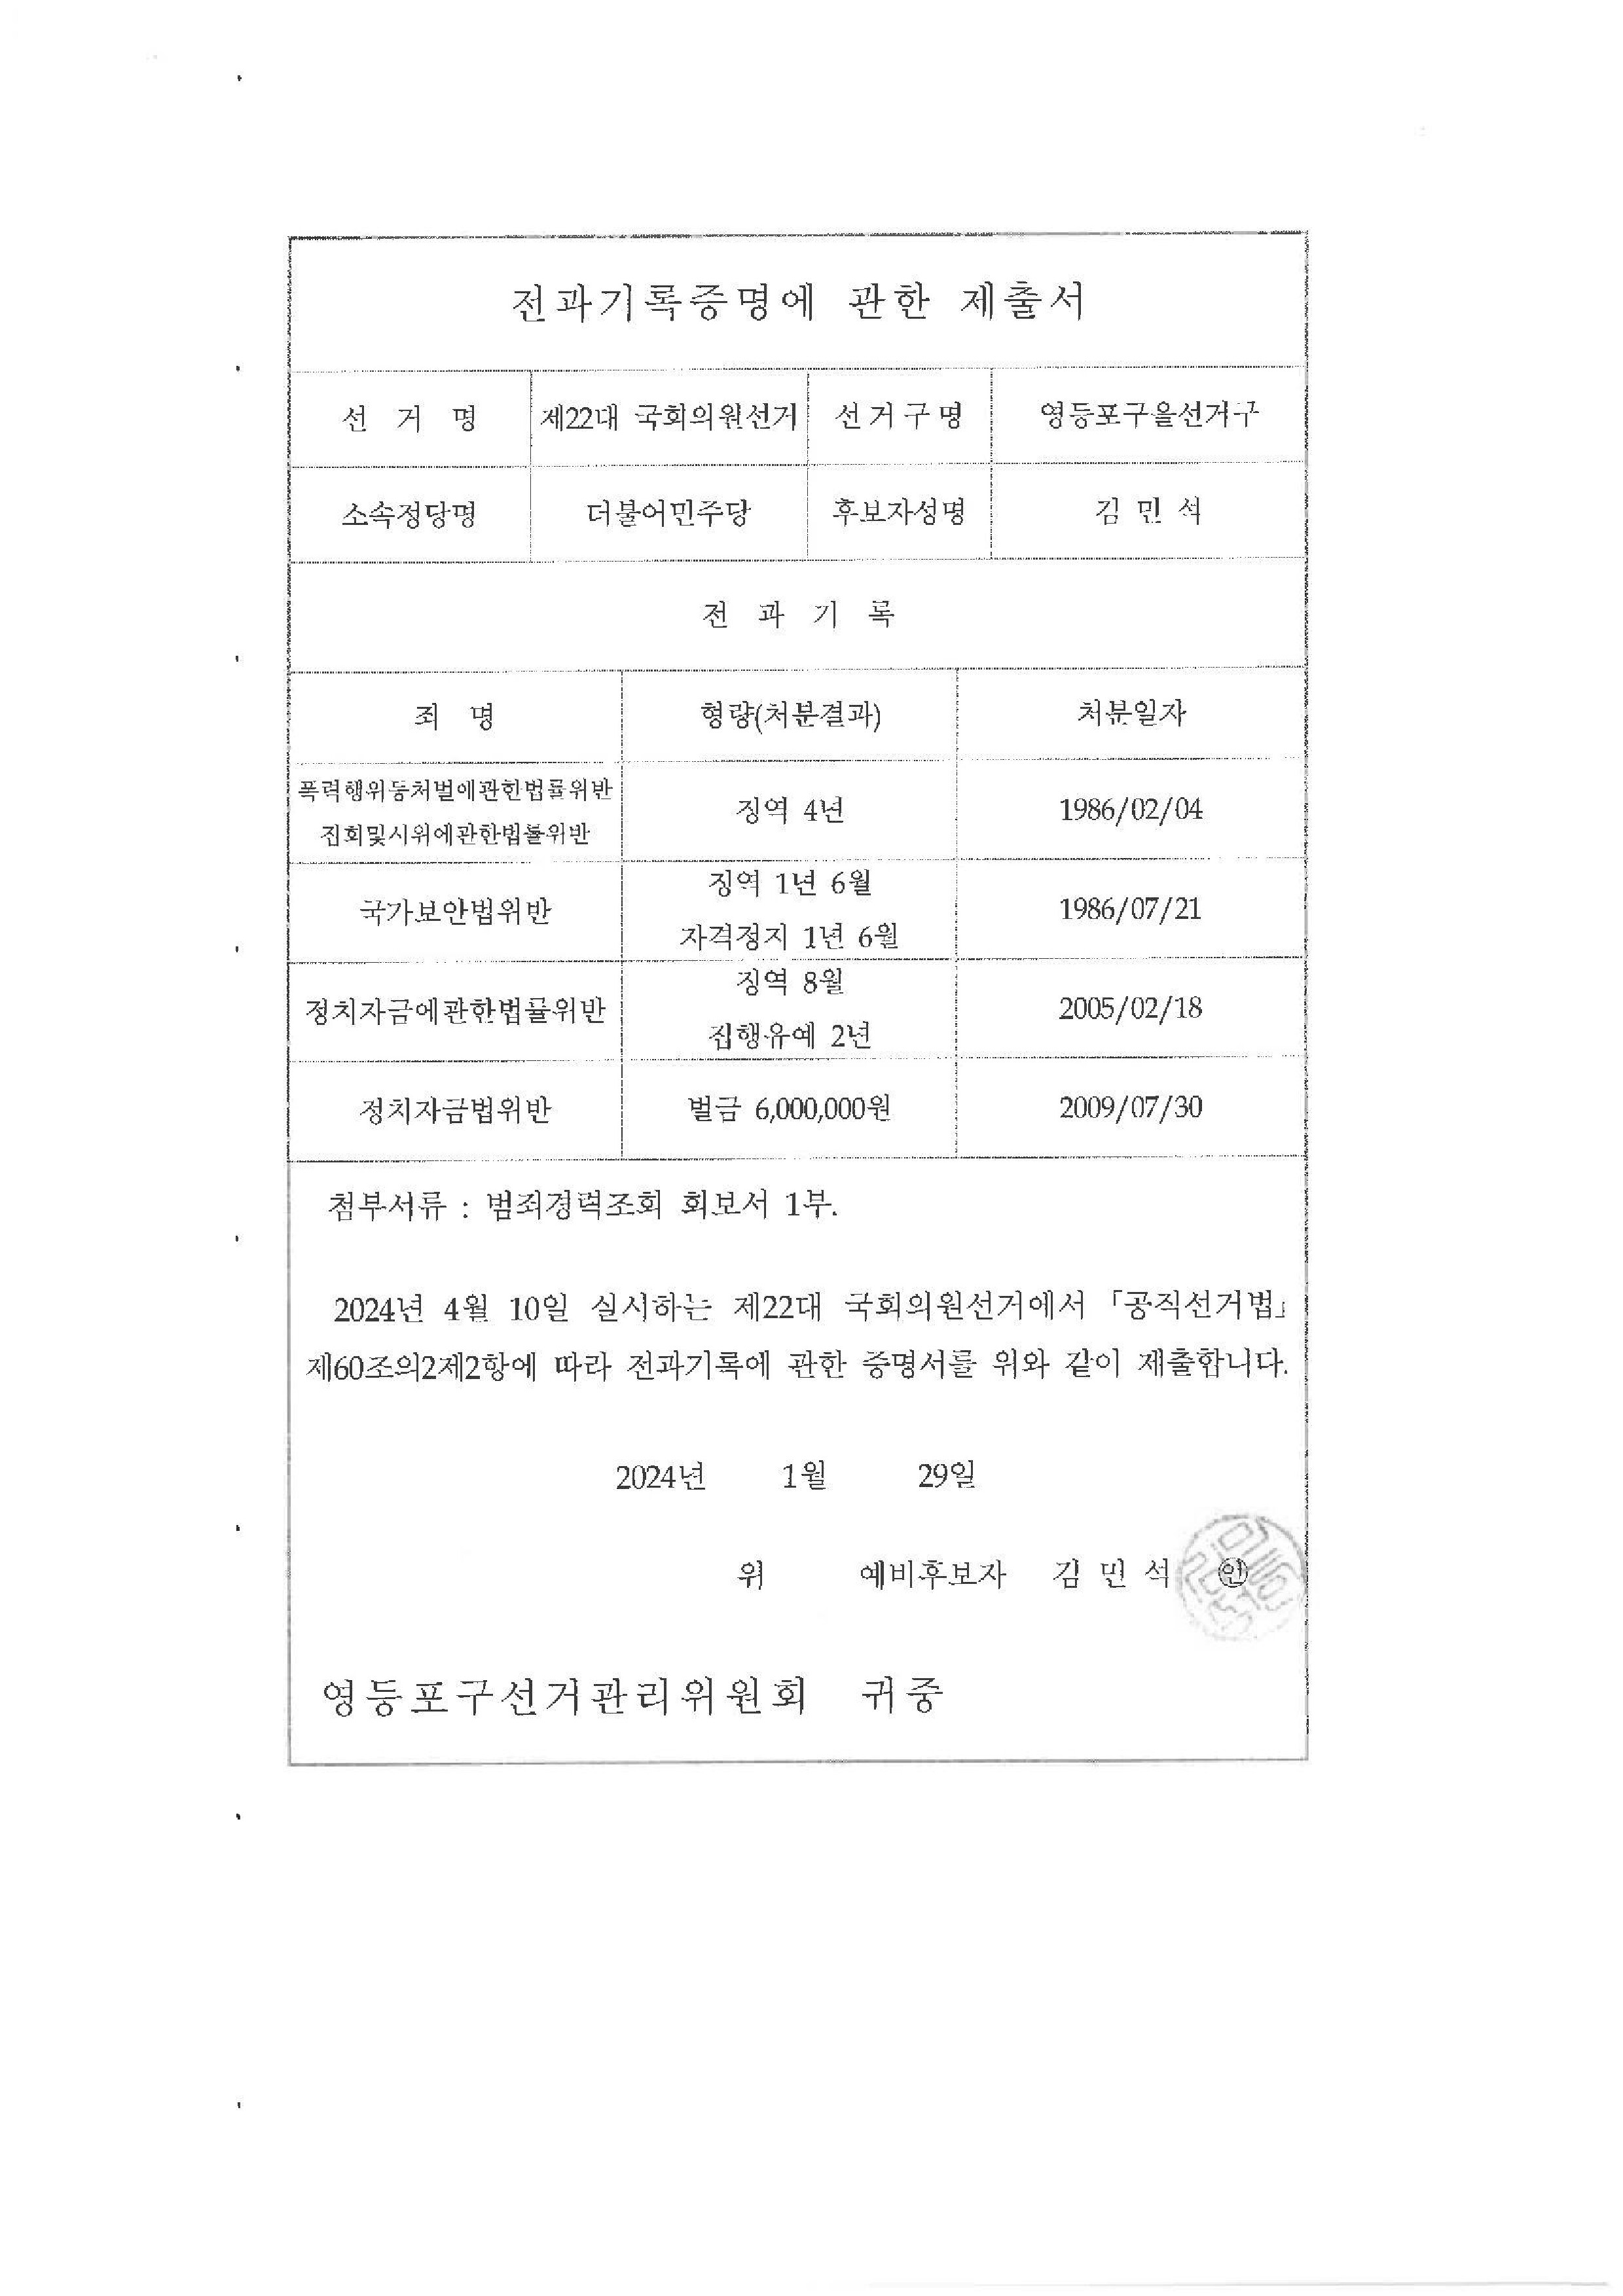 전과기록증명에 관한 제출서
선 거 명 제22대 국회의원선거 선거구명 영등포구을선거구
소속정당명 더불어민주당 후보자성명 김 민 석
전 과 기 록
죄 명 형량(처분결과) 처분일자
폭력행위등처벌에관한법률위반
집회및시위에관한법률위반
징역 4년 1986/02/04
국가보안법위반
징역 1년 6월
자격정지 1년 6월
1986/07/21
정치자금에관한법률위반
징역 8월
집행유예 2년
2005/02/18
정치자금법위반 벌금 6,000,000원 2009/07/30
첨부서류 : 범죄경력조회 회보서 1부.
2024년 4월 10일 실시하는 제22대 국회의원선거에서 「공직선거법」
제60조의2제2항에 따라 전과기록에 관한 증명서를 위와 같이 제출합니다.
2024년 1월 29일
위 예비후보자 김 민 석 ㊞
영등포구선거관리위원회 귀중